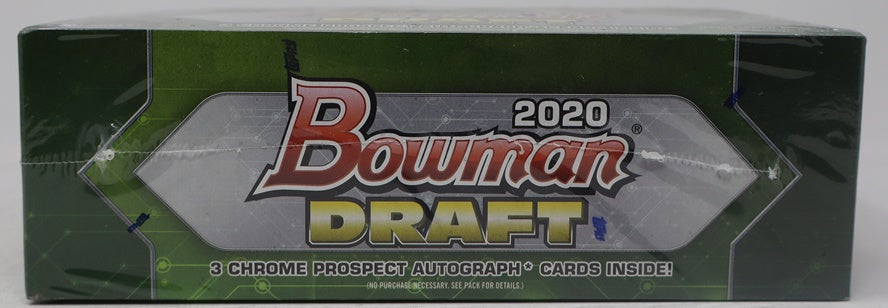 2020
Bowman®
DRAFT
3 CHROME PROSPECT AUTOGRAPH* CARDS INSIDE!
(NO PURCHASE NECESSARY. SEE PACK FOR DETAILS.)